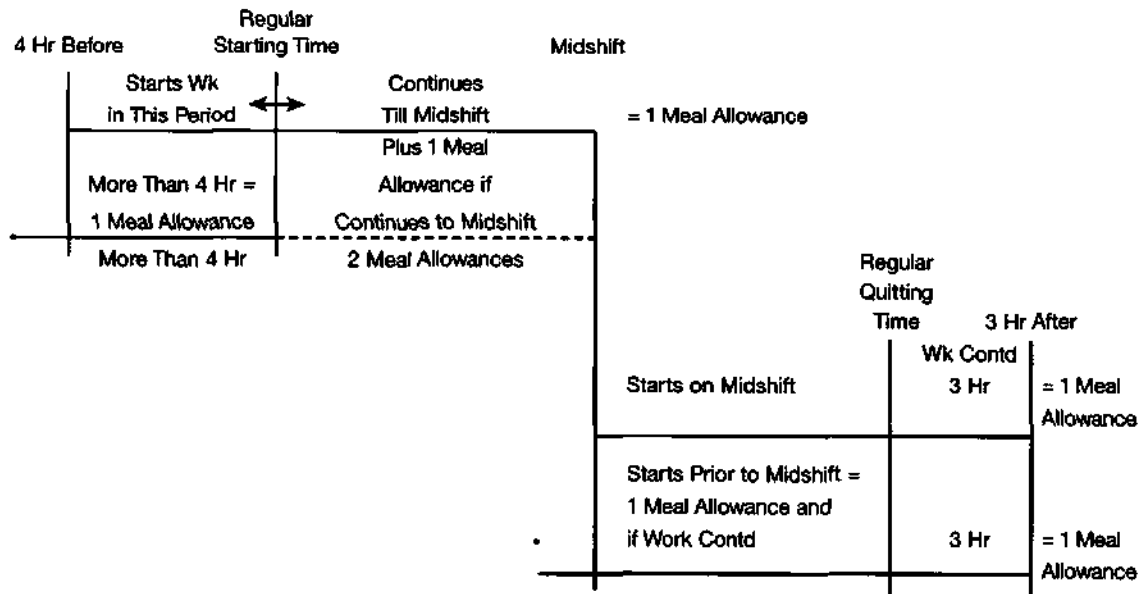 Regular
4 Hr Before Starting Time Midshift
Starts Wk Continues
in This Period Till Midshift = 1 Meal Allowance
Plus 1 Meal
More Than 4 Hr = Allowance if
1 Meal Allowance Continues to Midshift
More Than 4 Hr 2 Meal Allowances
Regular
Quitting
Time 3 Hr After
Wk Contd
Starts on Midshift 3 Hr = 1 Meal
Allowance
Starts Prior to Midshift =
1 Meal Allowance and
if Work Contd 3 Hr = 1 Meal
Allowance